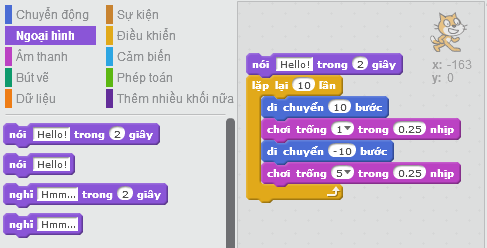 Chuyển động
Sự kiện
Ngoại hình
Điều khiển
Âm thanh
Cảm biến
Bút vẽ
Phép toán
Dữ liệu
Thêm nhiều khối nữa
nói Hello! trong 2 giây
nói Hello!
nghĩ Hmm... trong 2 giây
nghĩ Hmm...
x: -163
y: 0
nói Hello! trong 2 giây
lặp lại 10 lần
di chuyển 10 bước
chơi trống 1 trong 0.25 nhịp
di chuyển -10 bước
chơi trống 5 trong 0.25 nhịp